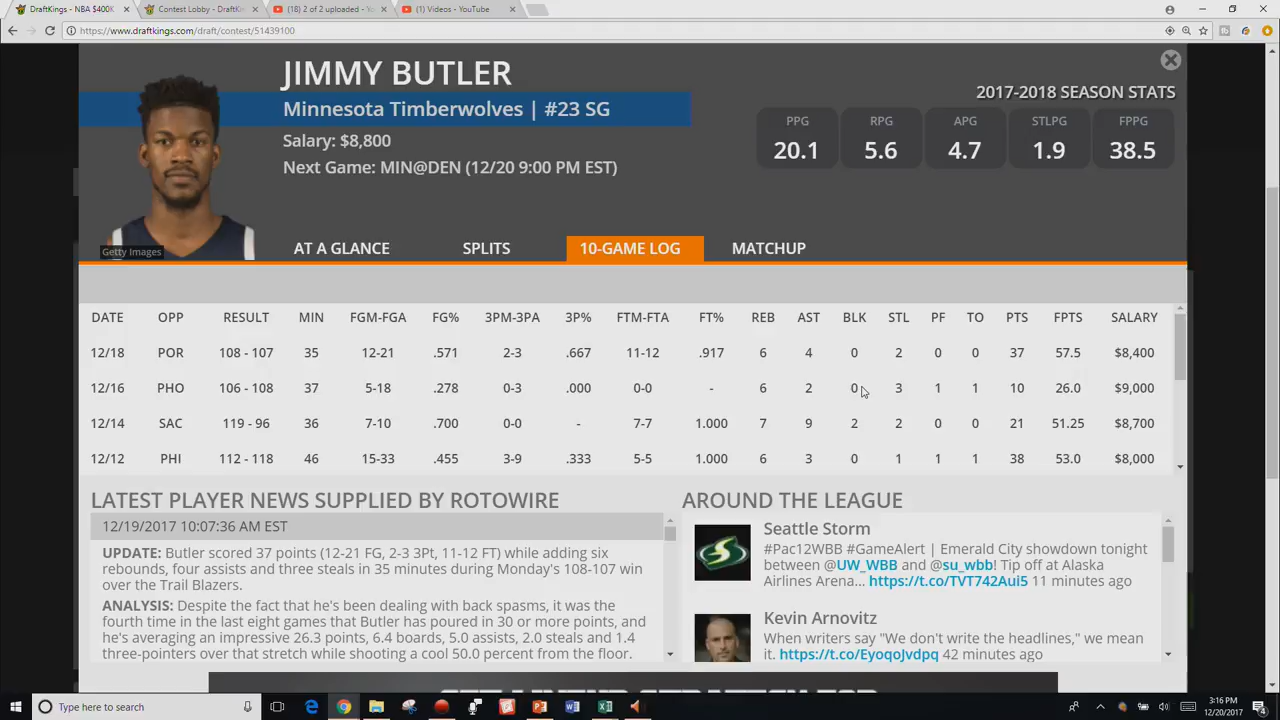 DraftKings - NBA $400K
Contest Lobby - DraftKi
(18) 2 of 2 uploaded - Yo
(1) Videos - YouTube
https://www.draftkings.com/draft/contest/51439100
JIMMY BUTLER
Minnesota Timberwolves | #23 SG
Salary: $8,800
Next Game: MIN@DEN (12/20 9:00 PM EST)
2017-2018 SEASON STATS
PPG RPG APG STLPG FPPG
20.1 5.6 4.7 1.9 38.5
Getty Images
AT A GLANCE SPLITS 10-GAME LOG MATCHUP
DATE OPP RESULT MIN FGM-FGA FG% 3PM-3PA 3P% FTM-FTA FT% REB AST BLK STL PF TO PTS FPTS SALARY
12/18 POR 108 - 107 35 12-21 .571 2-3 .667 11-12 .917 6 4 0 2 0 0 37 57.5 $8,400
12/16 PHO 106 - 108 37 5-18 .278 0-3 .000 0-0 - 6 2 0 3 1 1 10 26.0 $9,000
12/14 SAC 119 - 96 36 7-10 .700 0-0 - 7-7 1.000 7 9 2 2 0 0 21 51.25 $8,700
12/12 PHI 112 - 118 46 15-33 .455 3-9 .333 5-5 1.000 6 3 0 1 1 1 38 53.0 $8,000
LATEST PLAYER NEWS SUPPLIED BY ROTOWIRE
12/19/2017 10:07:36 AM EST
UPDATE: Butler scored 37 points (12-21 FG, 2-3 3Pt, 11-12 FT) while adding six
rebounds, four assists and three steals in 35 minutes during Monday's 108-107 win
over the Trail Blazers.
ANALYSIS: Despite the fact that he's been dealing with back spasms, it was the
fourth time in the last eight games that Butler has poured in 30 or more points, and
he's averaging an impressive 26.3 points, 6.4 boards, 5.0 assists, 2.0 steals and 1.4
three-pointers over that stretch while shooting a cool 50.0 percent from the floor.
AROUND THE LEAGUE
Seattle Storm
#Pac12WBB #GameAlert | Emerald City showdown tonight
between @UW_WBB and @su_wbb! Tip off at Alaska
Airlines Arena... https://t.co/TVT742Aui5 11 minutes ago
Kevin Arnovitz
When writers say "We don't write the headlines," we mean
it. https://t.co/EyoqoJvdpq 42 minutes ago
GET LINEUP STRATEGY FOR
Type here to search
3:16 PM
12/20/2017